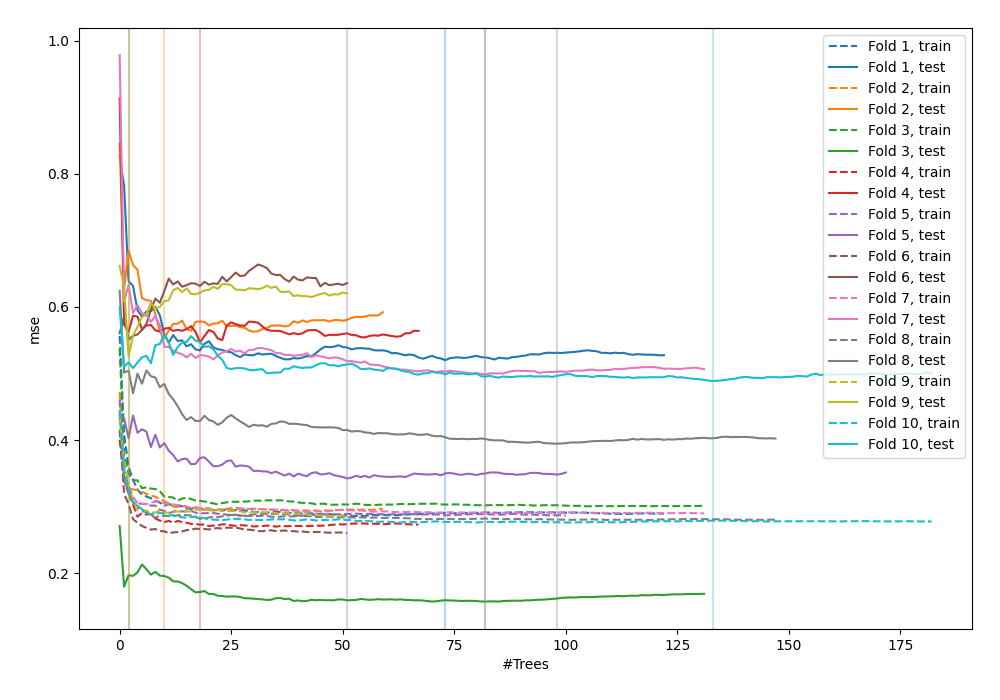 1.0
0.8
0.6
0.4
0.2
mse
0
25
50
75
100
125
150
175
#Trees
Fold 1, train
Fold 1, test
Fold 2, train
Fold 2, test
Fold 3, train
Fold 3, test
Fold 4, train
Fold 4, test
Fold 5, train
Fold 5, test
Fold 6, train
Fold 6, test
Fold 7, train
Fold 7, test
Fold 8, train
Fold 8, test
Fold 9, train
Fold 9, test
Fold 10, train
Fold 10, test